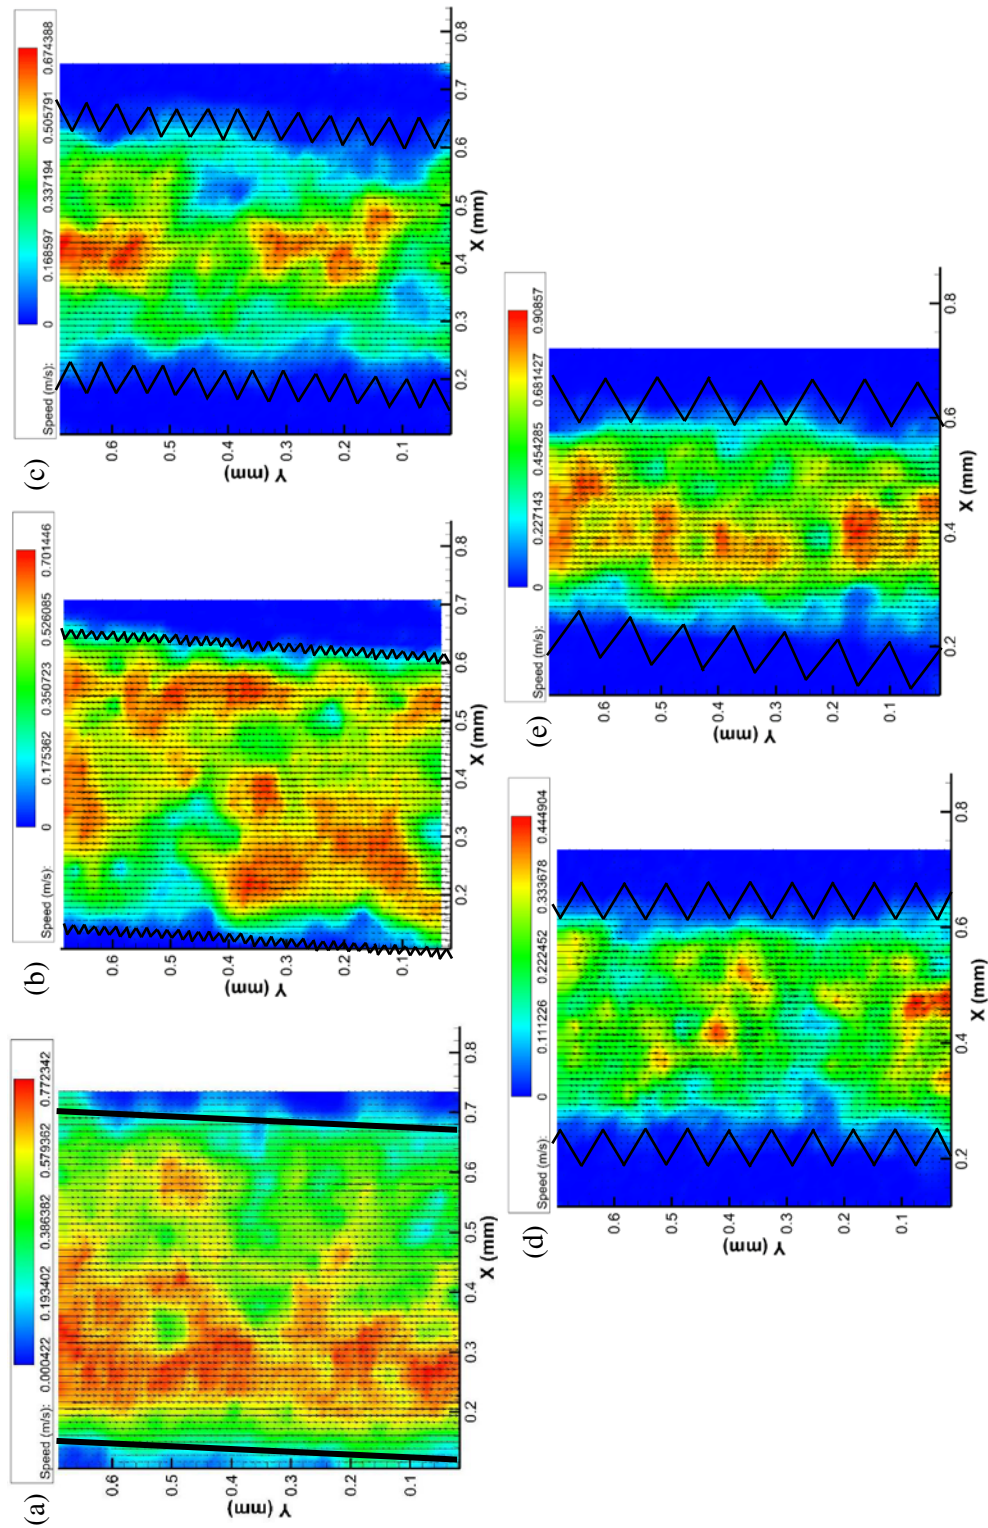 (a)
Speed (m/s): 0.000422 0.193402 0.386382 0.579362 0.772342
Y (mm)
0.6
0.5
0.4
0.3
0.2
0.1
0.2 0.3 0.4 0.5 0.6 0.7 0.8
X (mm)
(b)
Speed (m/s): 0 0.175362 0.350723 0.526085 0.701446
Y (mm)
0.6
0.5
0.4
0.3
0.2
0.1
0.2 0.3 0.4 0.5 0.6 0.7 0.8
X (mm)
(c)
Speed (m/s): 0 0.168597 0.337194 0.505791 0.674388
Y (mm)
0.6
0.5
0.4
0.3
0.2
0.1
0.2 0.3 0.4 0.5 0.6 0.7 0.8
X (mm)
(d)
Speed (m/s): 0 0.111226 0.222452 0.333678 0.444904
Y (mm)
0.6
0.5
0.4
0.3
0.2
0.1
0.2 0.4 0.6 0.8
X (mm)
(e)
Speed (m/s): 0 0.227143 0.454285 0.681427 0.90857
Y (mm)
0.6
0.5
0.4
0.3
0.2
0.1
0.2 0.4 0.6 0.8
X (mm)